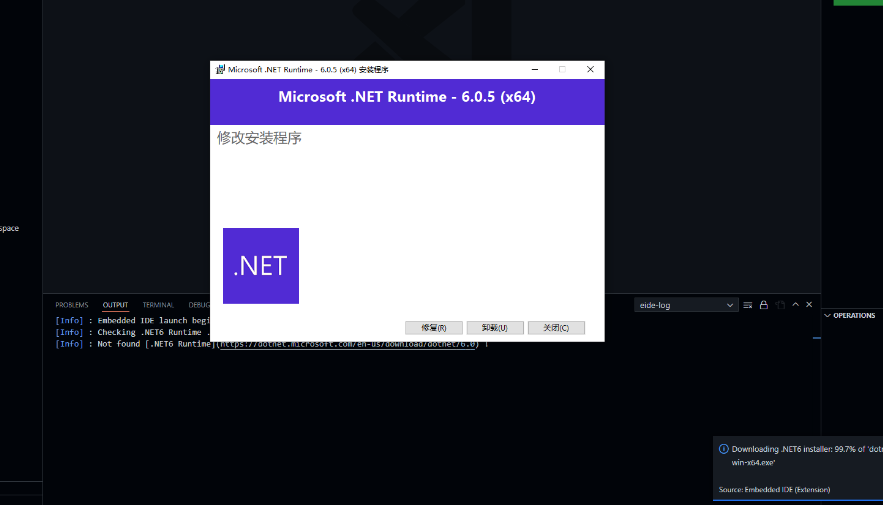 Microsoft .NET Runtime - 6.0.5 (x64) 安装程序
Microsoft .NET Runtime - 6.0.5 (x64)
修改安装程序
.NET
修复(R)
卸载(U)
关闭(C)
space
PROBLEMS
OUTPUT
TERMINAL
DEBUG
eide-log
OPERATIONS
[Info] : Embedded IDE launch begi
[Info] : Checking .NET6 Runtime .
[Info] : Not found [.NET6 Runtime](https://dotnet.microsoft.com/en-us/download/dotnet/6.0)
Downloading .NET6 installer: 99.7% of 'dotn
win-x64.exe'
Source: Embedded IDE (Extension)